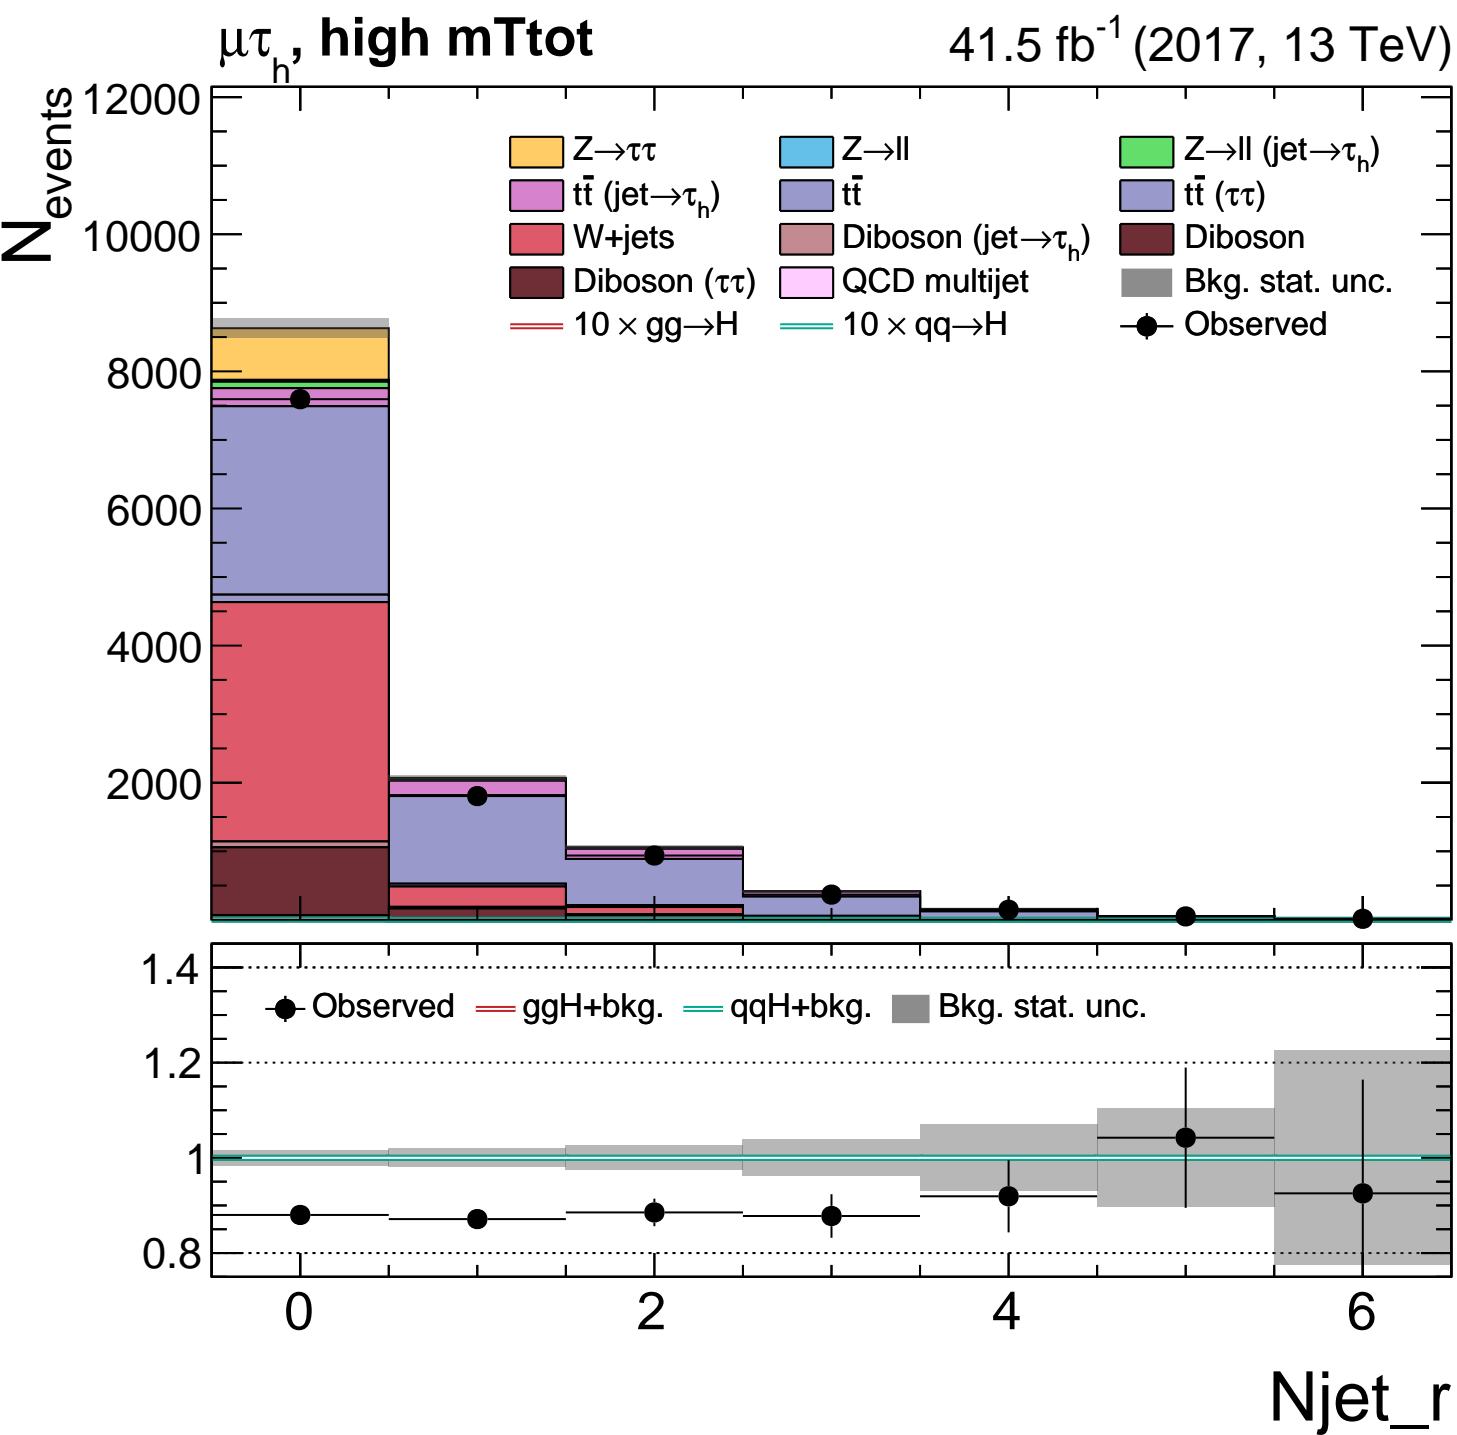 μτh, high mTtot 41.5 fb-1 (2017, 13 TeV)
Nevents
12000
10000
8000
6000
4000
2000
Z→ττ Z→ll Z→ll (jet→τh)
tt̄ (jet→τh) tt̄ tt̄ (ττ)
W+jets Diboson (jet→τh) Diboson
Diboson (ττ) QCD multijet Bkg. stat. unc.
10 × gg→H 10 × qq→H Observed
1.4
1.2
1
0.8
Observed ggH+bkg. qqH+bkg. Bkg. stat. unc.
0 2 4 6
Njet_r